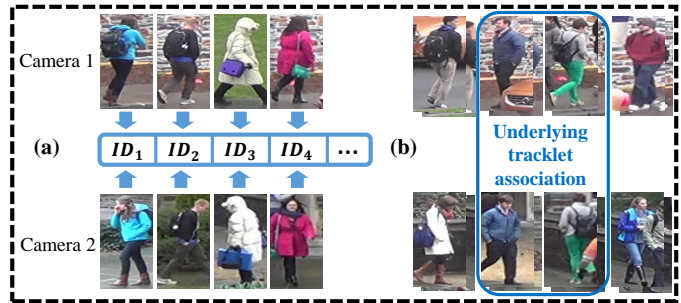 Camera 1
(a)
ID₁ ID₂ ID₃ ID₄ ...
Camera 2
(b)
Underlying
tracklet
association